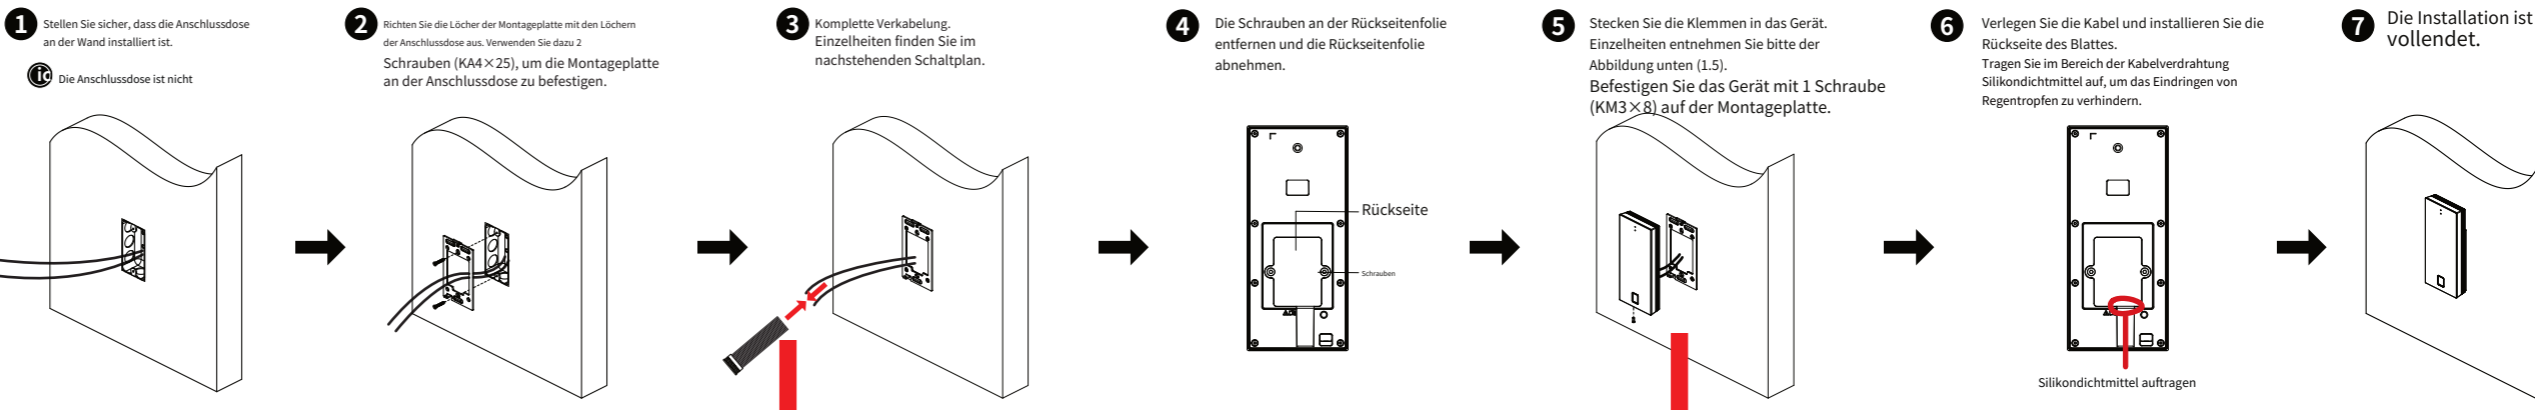 1
Stellen Sie sicher, dass die Anschlussdose
an der Wand installiert ist.
Die Anschlussdose ist nicht
2
Richten Sie die Löcher der Montageplatte mit den Löchern
der Anschlussdose aus. Verwenden Sie dazu 2
Schrauben (KA4×25), um die Montageplatte
an der Anschlussdose zu befestigen.
3
Komplette Verkabelung.
Einzelheiten finden Sie im
nachstehenden Schaltplan.
4
Die Schrauben an der Rückseitenfolie
entfernen und die Rückseitenfolie
abnehmen.
Rückseite
Schrauben
5
Stecken Sie die Klemmen in das Gerät.
Einzelheiten entnehmen Sie bitte der
Abbildung unten (1.5).
Befestigen Sie das Gerät mit 1 Schraube
(KM3×8) auf der Montageplatte.
6
Verlegen Sie die Kabel und installieren Sie die
Rückseite des Blattes.
Tragen Sie im Bereich der Kabelverdrahtung
Silikondichtmittel auf, um das Eindringen von
Regentropfen zu verhindern.
Silikondichtmittel auftragen
7
Die Installation ist
vollendet.